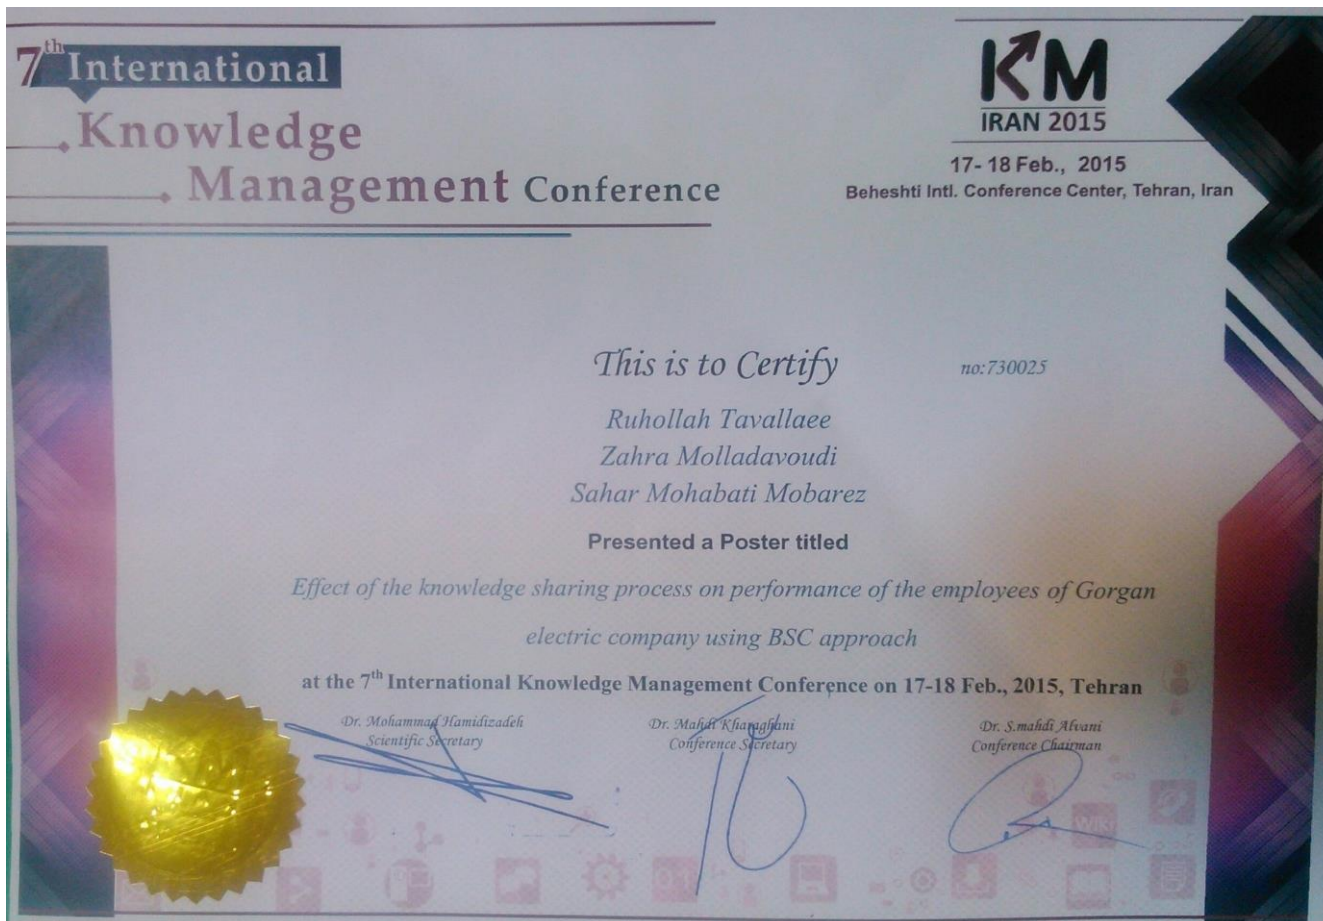 7th International
Knowledge
Management Conference
KM
IRAN 2015
17- 18 Feb., 2015
Beheshti Intl. Conference Center, Tehran, Iran
This is to Certify
no:730025
Ruhollah Tavallaee
Zahra Molladavoudi
Sahar Mohabati Mobarez
Presented a Poster titled
Effect of the knowledge sharing process on performance of the employees of Gorgan
electric company using BSC approach
at the 7th International Knowledge Management Conference on 17-18 Feb., 2015, Tehran
Dr. Mohammad Hamidizadeh
Scientific Secretary
Dr. Mahdi Kharaghani
Conference Secretary
Dr. S.mahdi Alvani
Conference Chairman
Wiki